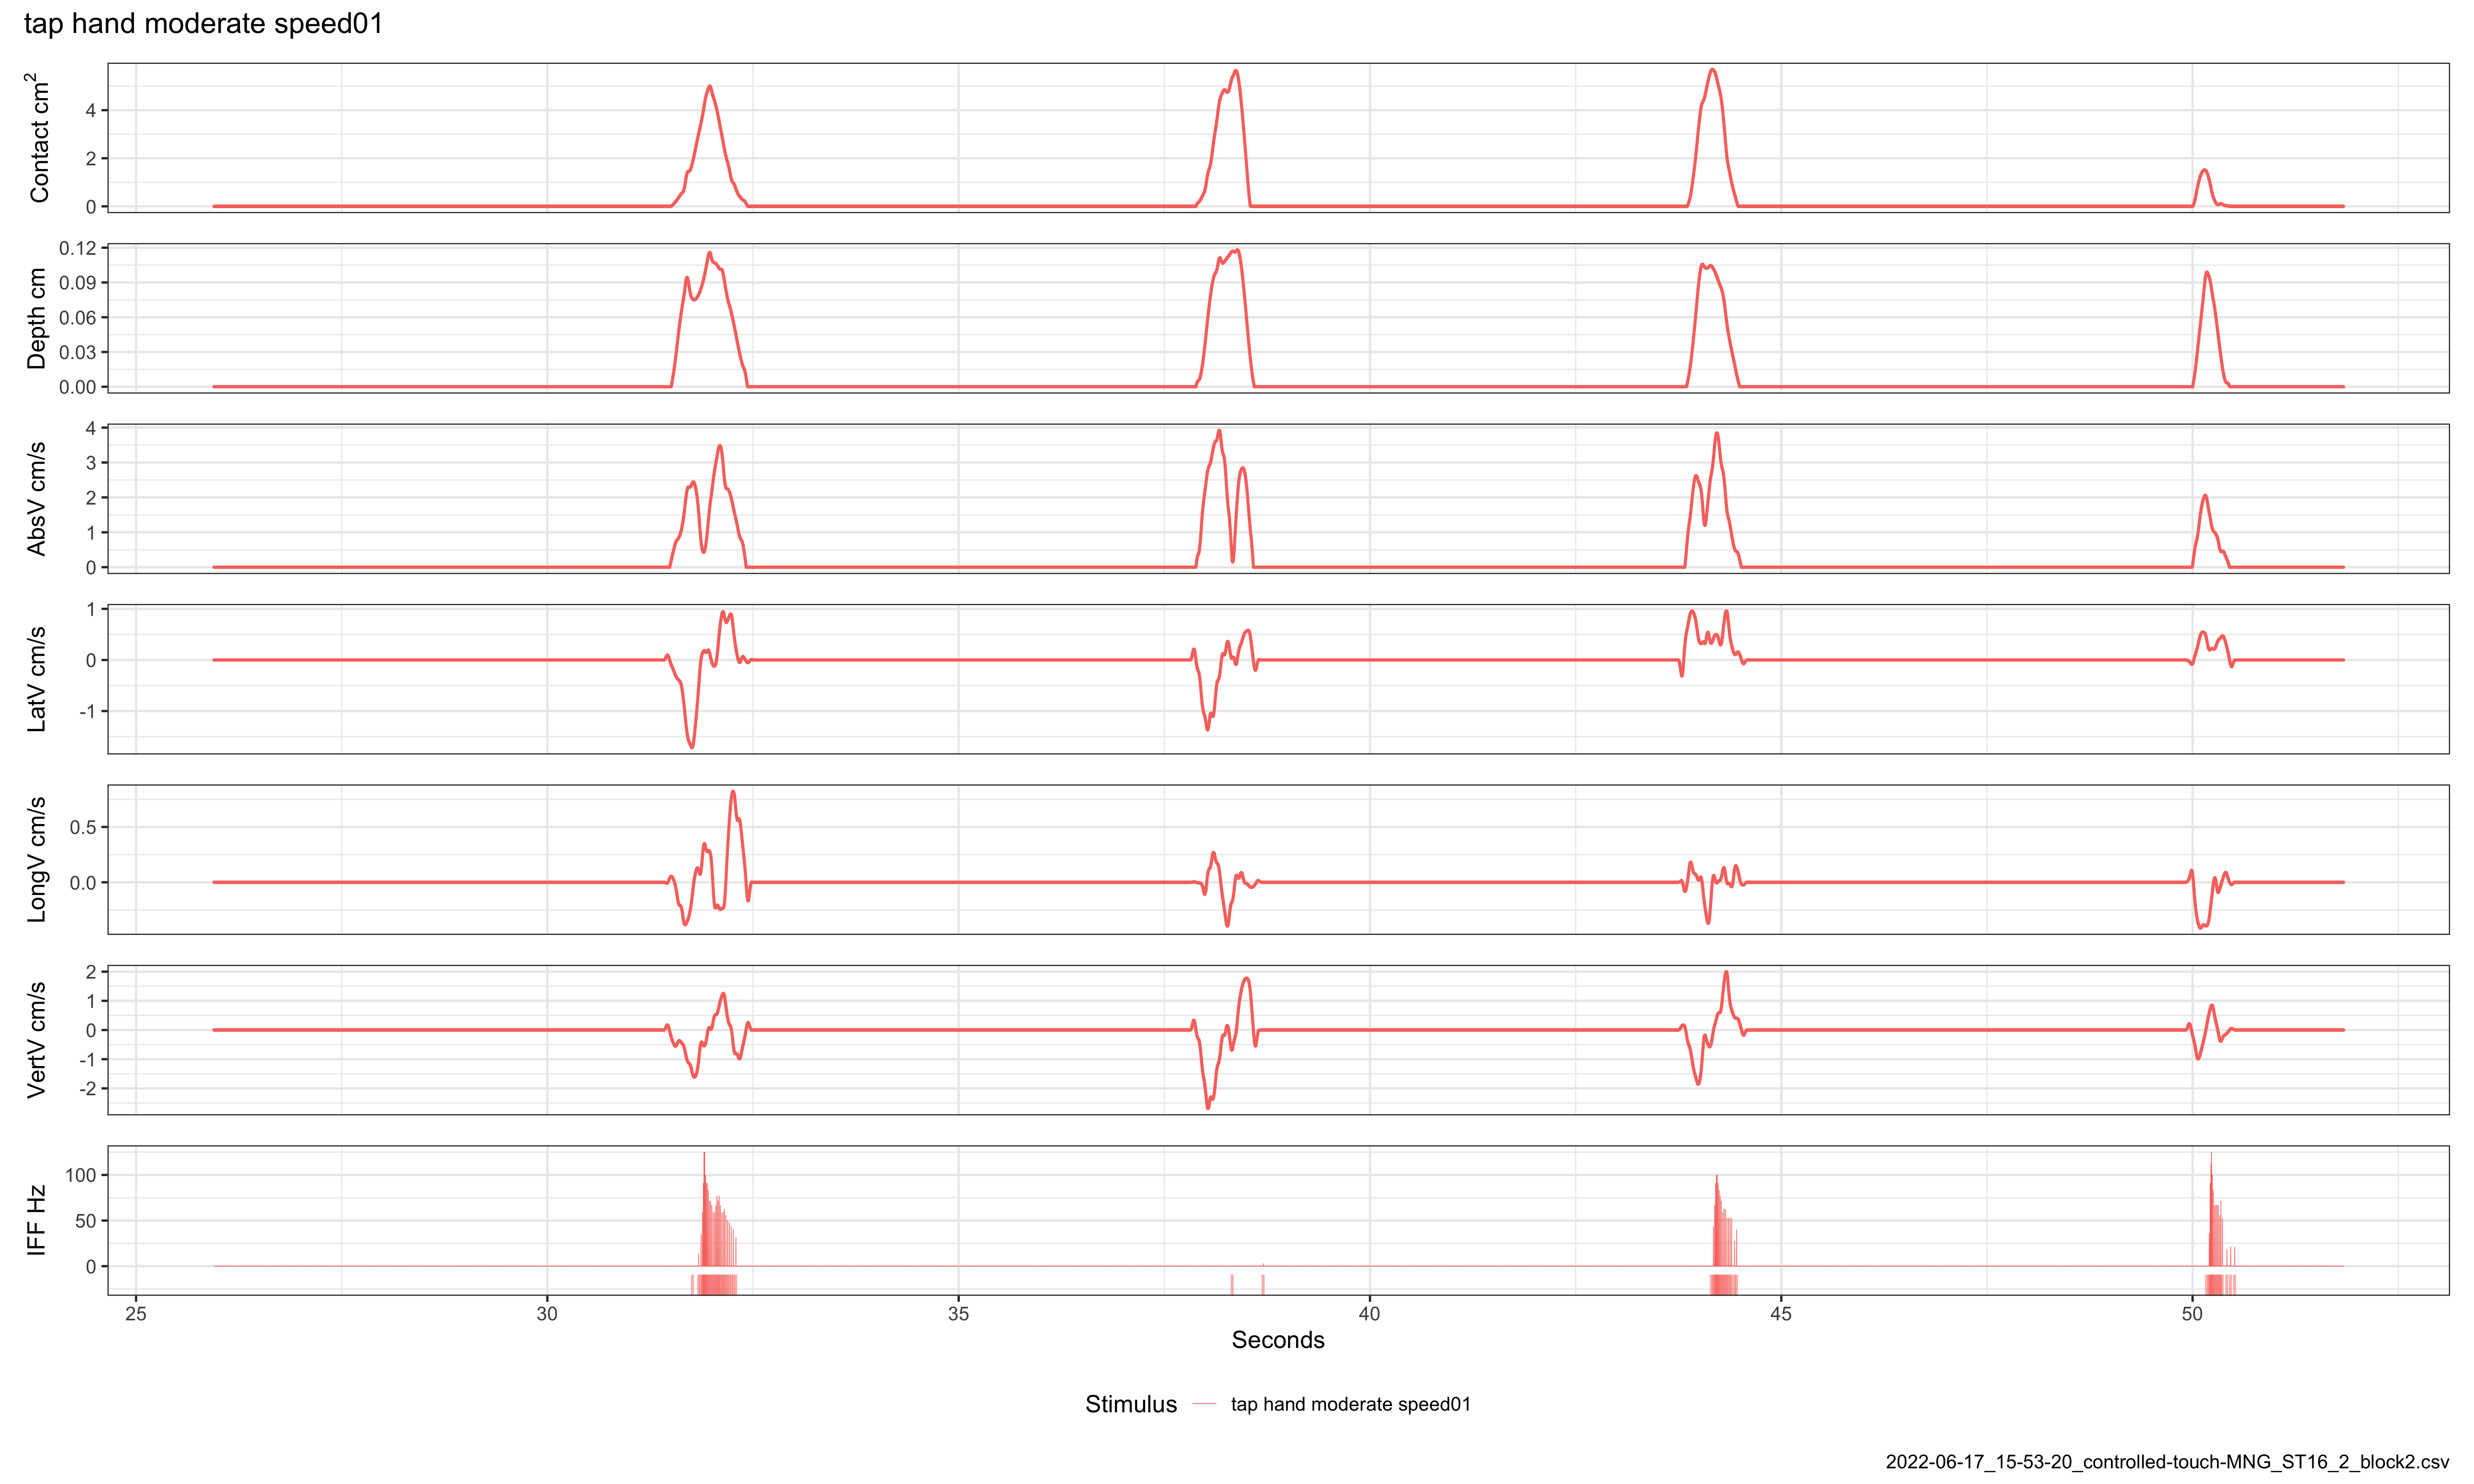 tap hand moderate speed01
Contact cm²
4
2
0
Depth cm
0.12
0.09
0.06
0.03
0.00
AbsV cm/s
4
3
2
1
0
LatV cm/s
1
0
-1
LongV cm/s
0.5
0.0
VertV cm/s
2
1
0
-1
-2
IFF Hz
100
50
0
25 30 35 40 45 50
Seconds
Stimulus tap hand moderate speed01
2022-06-17_15-53-20_controlled-touch-MNG_ST16_2_block2.csv